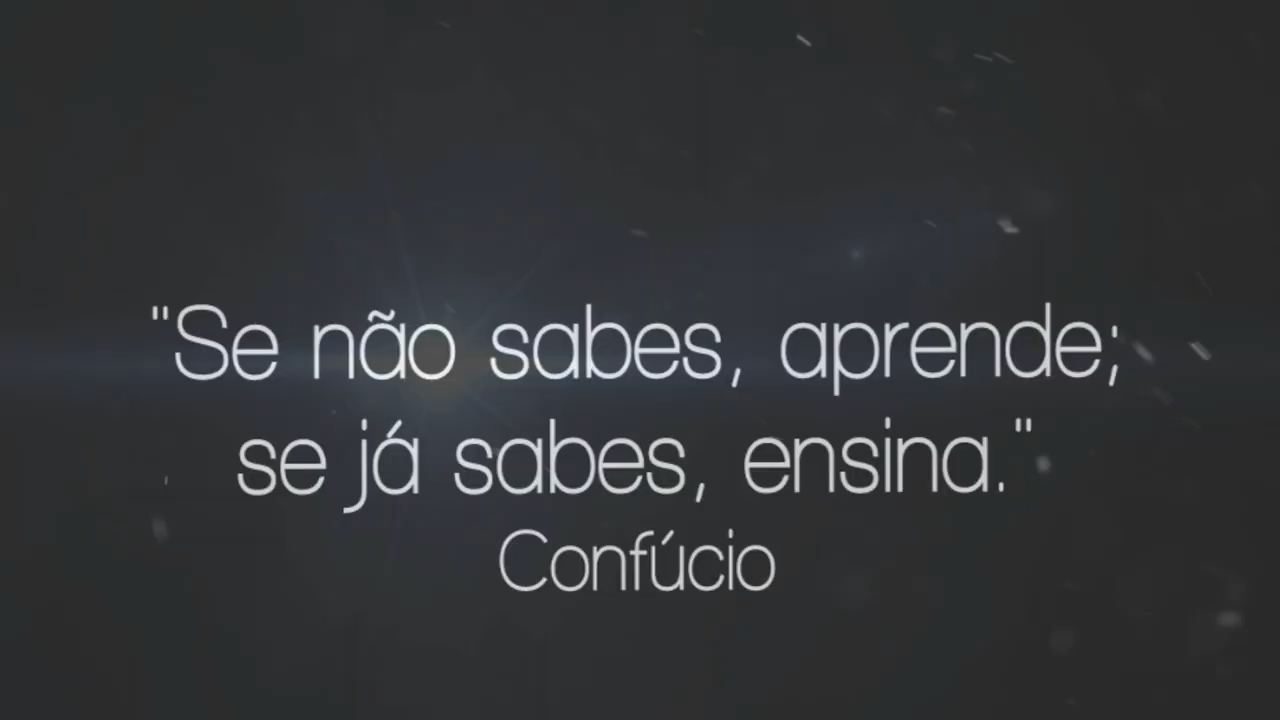 "Se não sabes, aprende;
se já sabes, ensina."
Confúcio